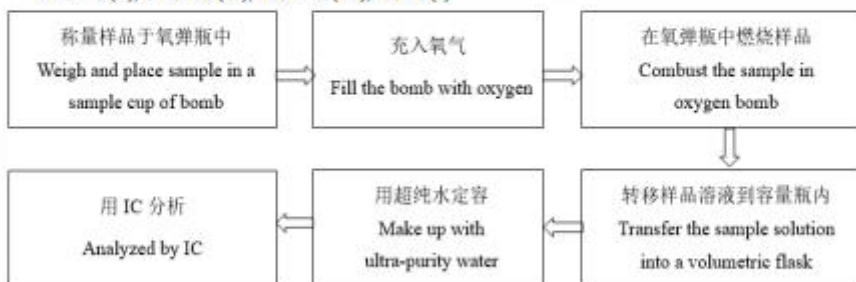 称量样品于氧弹瓶中
Weigh and place sample in a
sample cup of bomb
充入氧气
Fill the bomb with oxygen
在氧弹瓶中燃烧样品
Combust the sample in
oxygen bomb
转移样品溶液到容量瓶内
Transfer the sample solution
into a volumetric flask
用超纯水定容
Make up with
ultra-purity water
用 IC 分析
Analyzed by IC